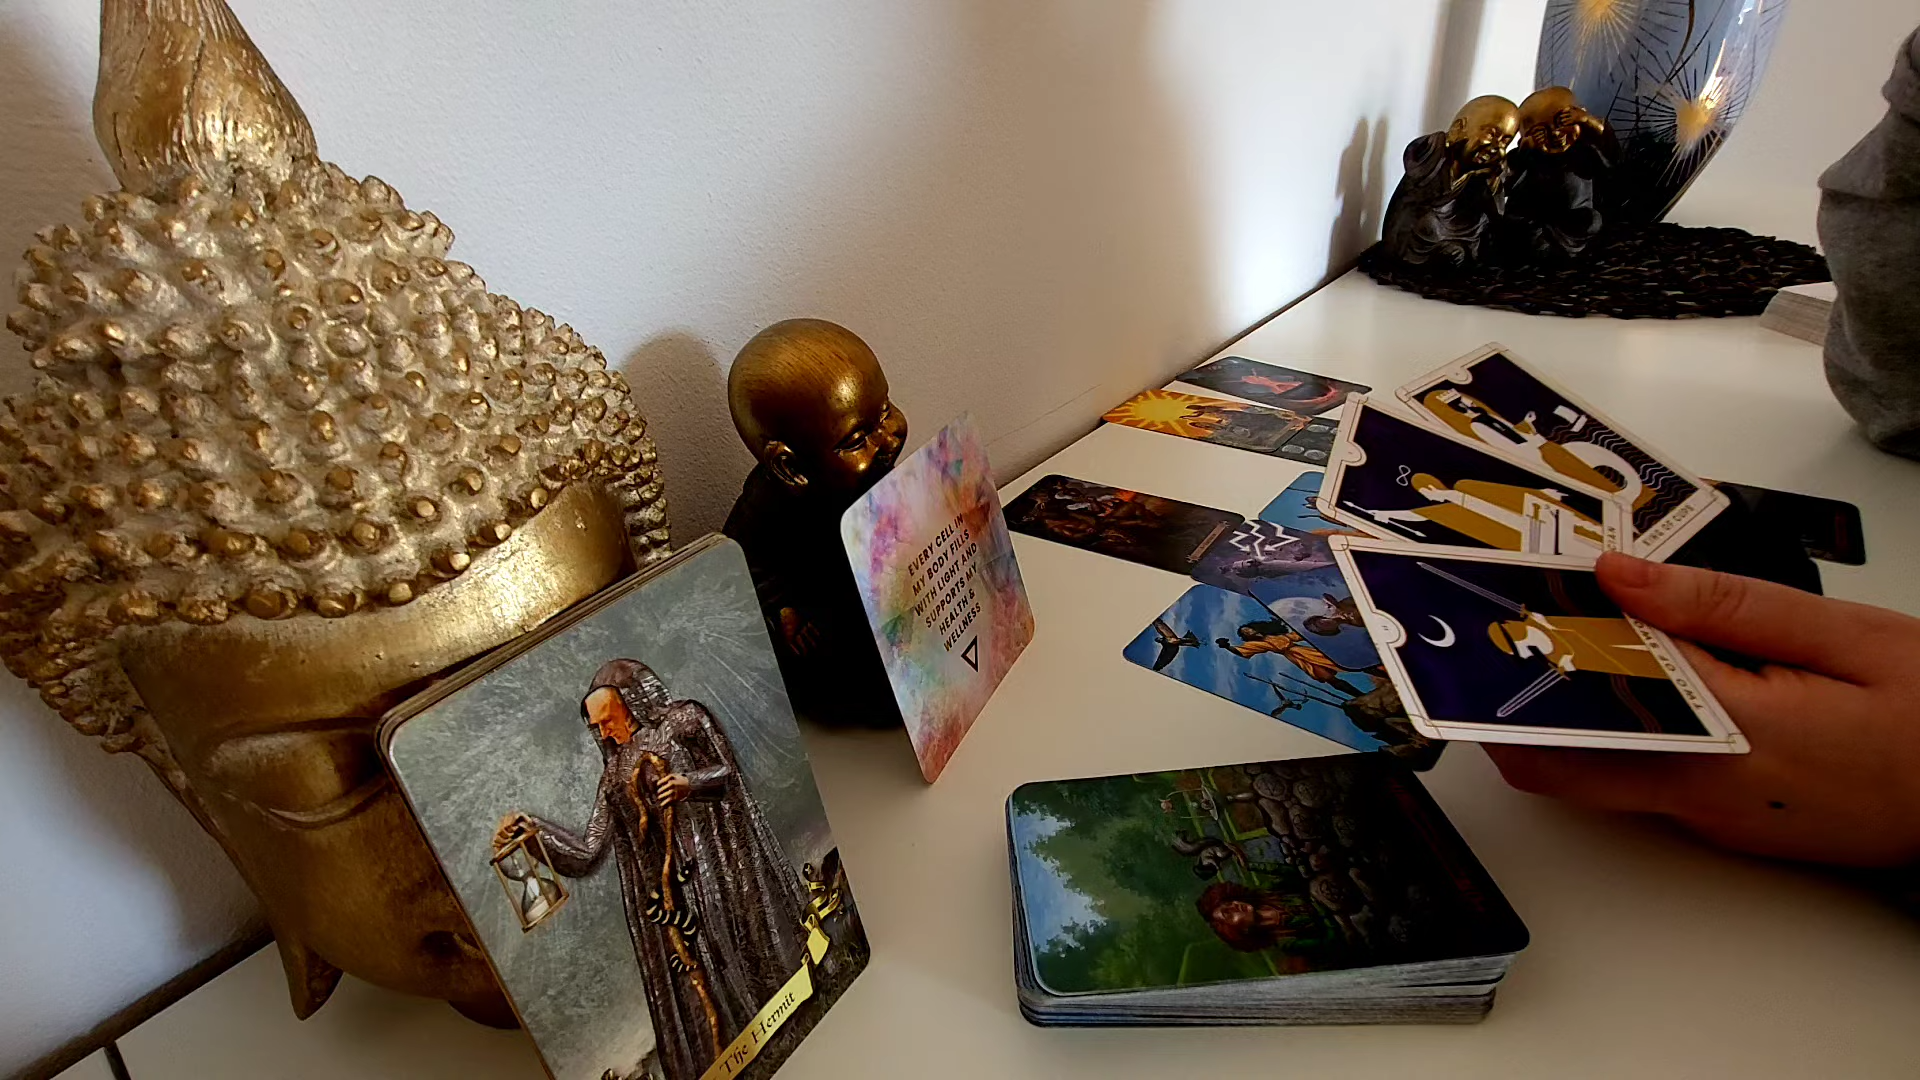 EVERY CELL IN
MY BODY FILLS
WITH LIGHT AND
SUPPORTS MY
HEALTH &
WELLNESS
The Hermit
KING OF CUPS
TWO OF SWORDS